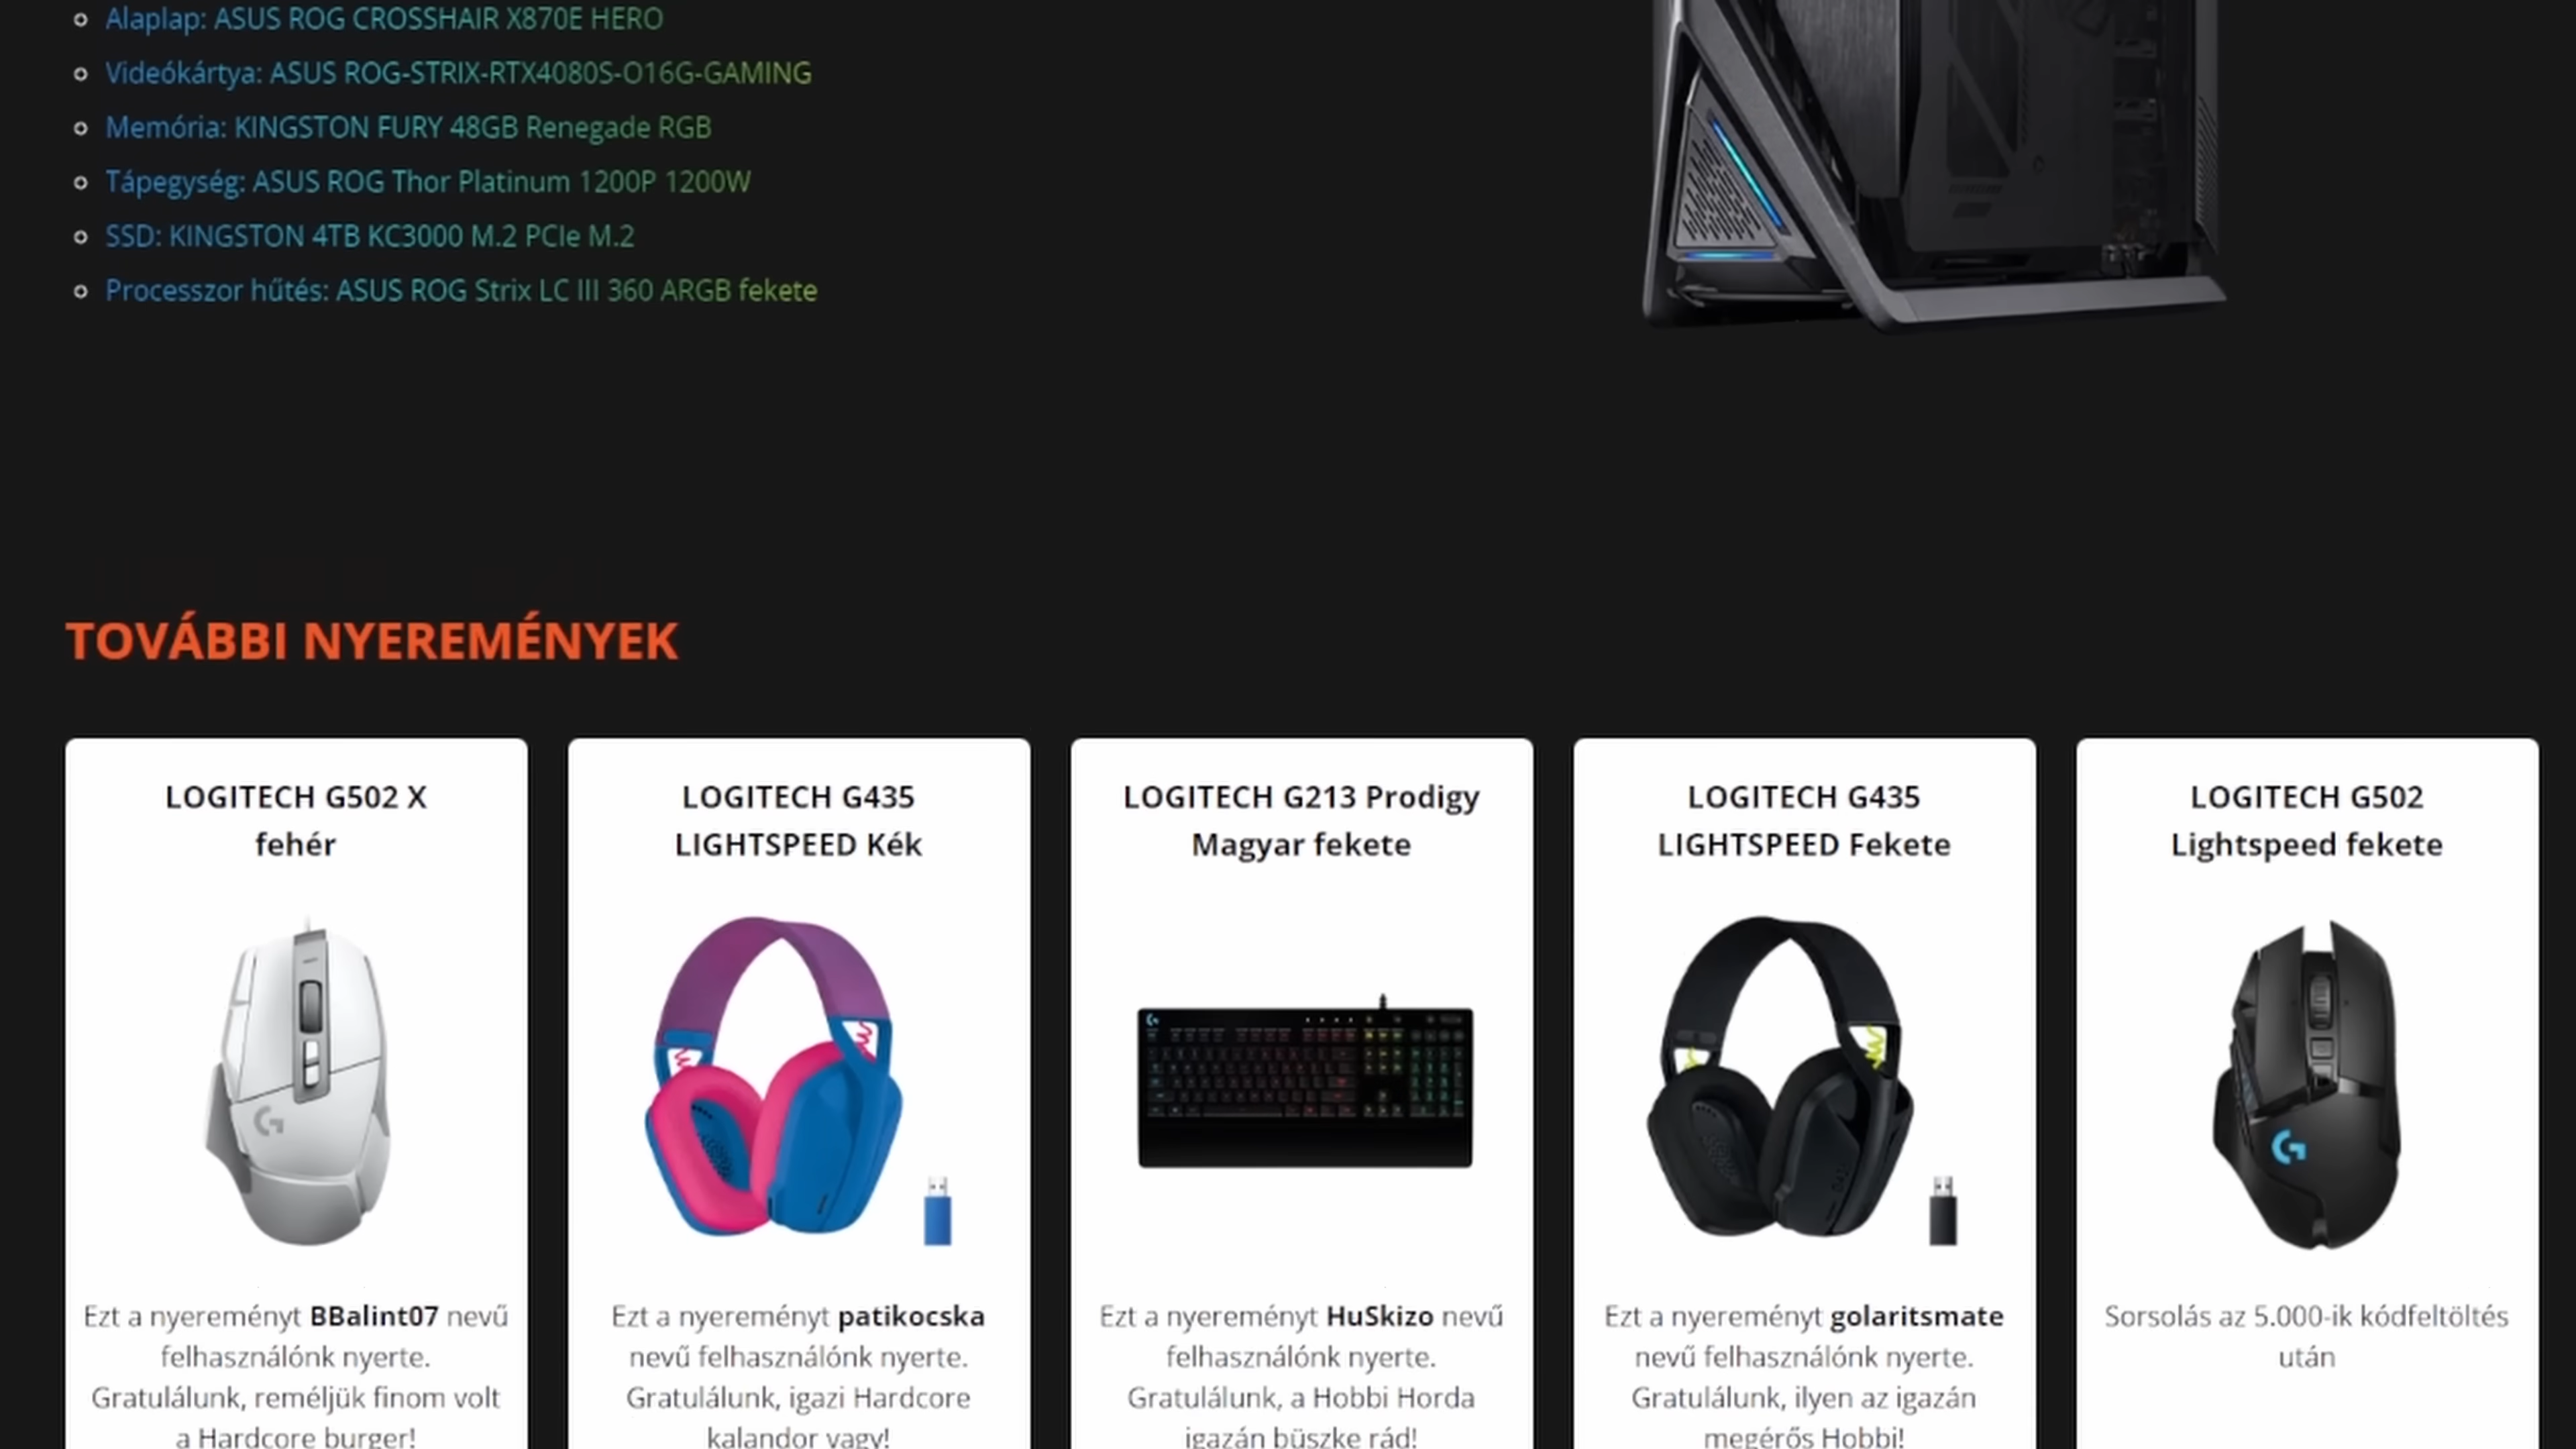 Alaplap: ASUS ROG CROSSHAIR X870E HERO
Videókártya: ASUS ROG-STRIX-RTX4080S-O16G-GAMING
Memória: KINGSTON FURY 48GB Renegade RGB
Tápegység: ASUS ROG Thor Platinum 1200P 1200W
SSD: KINGSTON 4TB KC3000 M.2 PCIe M.2
Processzor hűtés: ASUS ROG Strix LC III 360 ARGB fekete
TOVÁBBI NYEREMÉNYEK
LOGITECH G502 X
fehér
Ezt a nyereményt BBalint07 nevű
felhasználónk nyerte.
Gratulálunk, reméljük finom volt
a Hardcore burger!
LOGITECH G435
LIGHTSPEED Kék
Ezt a nyereményt patikocska
nevű felhasználónk nyerte.
Gratulálunk, igazi Hardcore
kalandor vagy!
LOGITECH G213 Prodigy
Magyar fekete
Ezt a nyereményt HuSkizo nevű
felhasználónk nyerte.
Gratulálunk, a Hobbi Horda
igazán büszke rád!
LOGITECH G435
LIGHTSPEED Fekete
Ezt a nyereményt golaritsmate
nevű felhasználónk nyerte.
Gratulálunk, ilyen az igazán
megérős Hobbi!
LOGITECH G502
Lightspeed fekete
Sorsolás az 5.000-ik kódfeltöltés
után